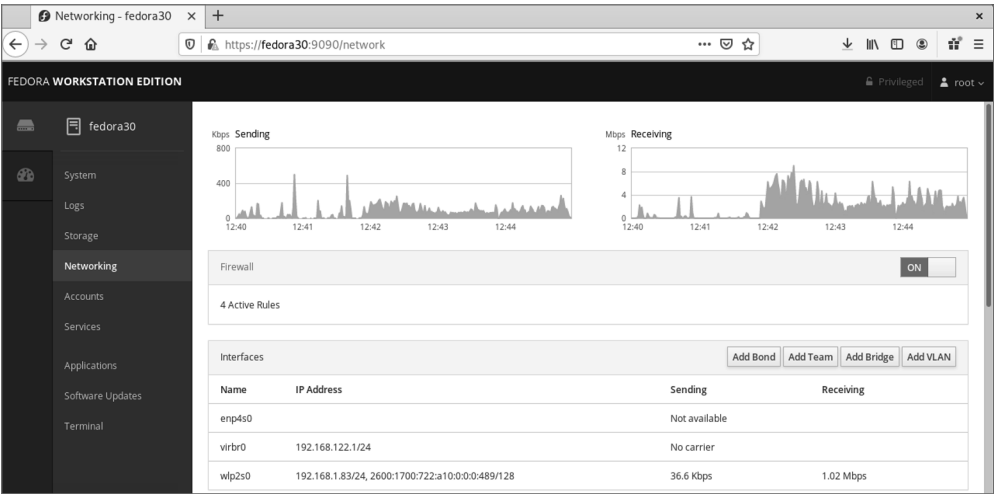 Networking - fedora30
https://fedora30:9090/network
FEDORA WORKSTATION EDITION
Privileged
root
fedora30
System
Logs
Storage
Networking
Accounts
Services
Applications
Software Updates
Terminal
Kbps Sending
800
400
0
12:40 12:41 12:42 12:43 12:44
Mbps Receiving
12
8
4
0
12:40 12:41 12:42 12:43 12:44
Firewall ON
4 Active Rules
Interfaces Add Bond Add Team Add Bridge Add VLAN
Name IP Address Sending Receiving
enp4s0 Not available
virbr0 192.168.122.1/24 No carrier
wlp2s0 192.168.1.83/24, 2600:1700:722:a10:0:0:0:489/128 36.6 Kbps 1.02 Mbps